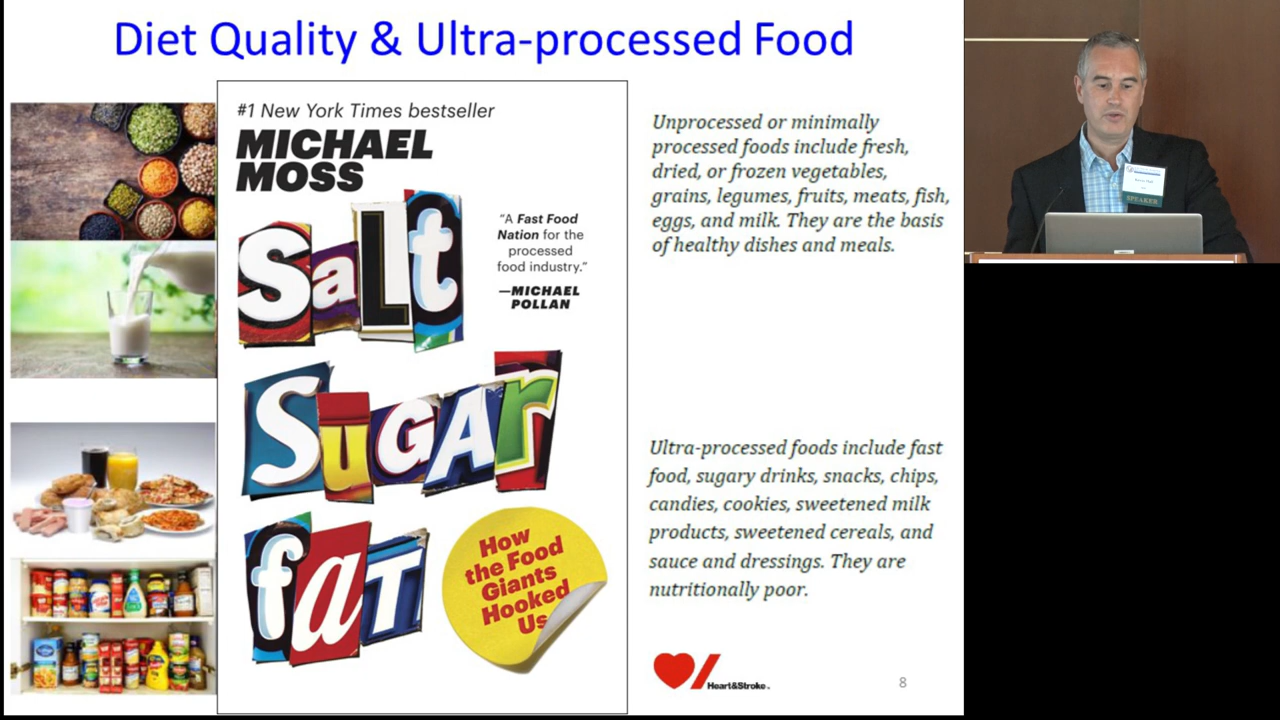 Diet Quality & Ultra-processed Food
#1 New York Times bestseller
MICHAEL
MOSS
Salt
"A Fast Food
Nation for the
processed
food industry."
—MICHAEL
POLLAN
SuGAr
faT
How
the Food
Giants
Hooked
Us
Unprocessed or minimally
processed foods include fresh,
dried, or frozen vegetables,
grains, legumes, fruits, meats, fish,
eggs, and milk. They are the basis
of healthy dishes and meals.
Ultra-processed foods include fast
food, sugary drinks, snacks, chips,
candies, cookies, sweetened milk
products, sweetened cereals, and
sauce and dressings. They are
nutritionally poor.
Heart&Stroke
8
SPEAKER